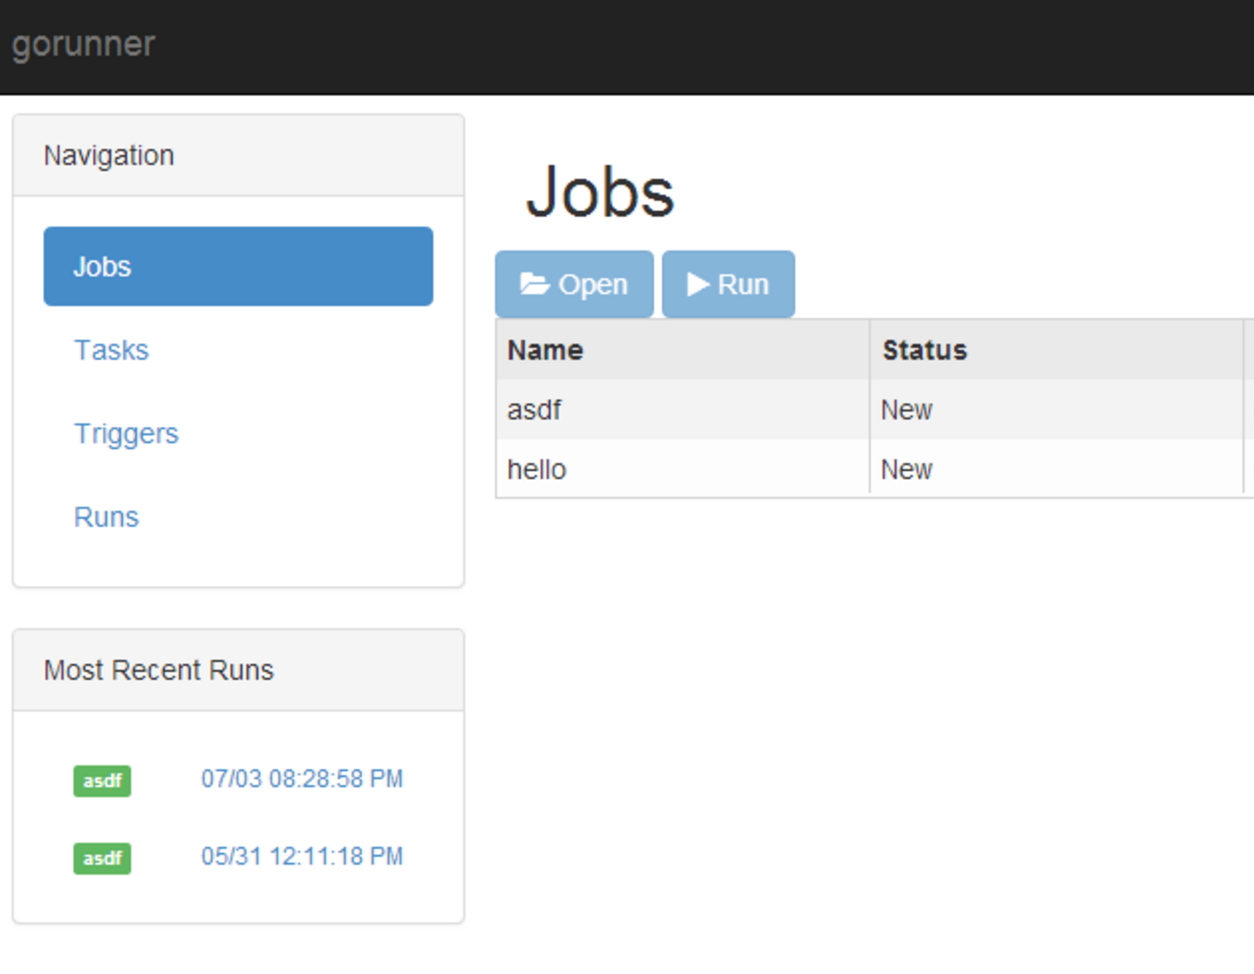 gorunner
Navigation
Jobs
Tasks
Triggers
Runs
Most Recent Runs
asdf 07/03 08:28:58 PM
asdf 05/31 12:11:18 PM
Jobs
Open Run
Name Status
asdf New
hello New